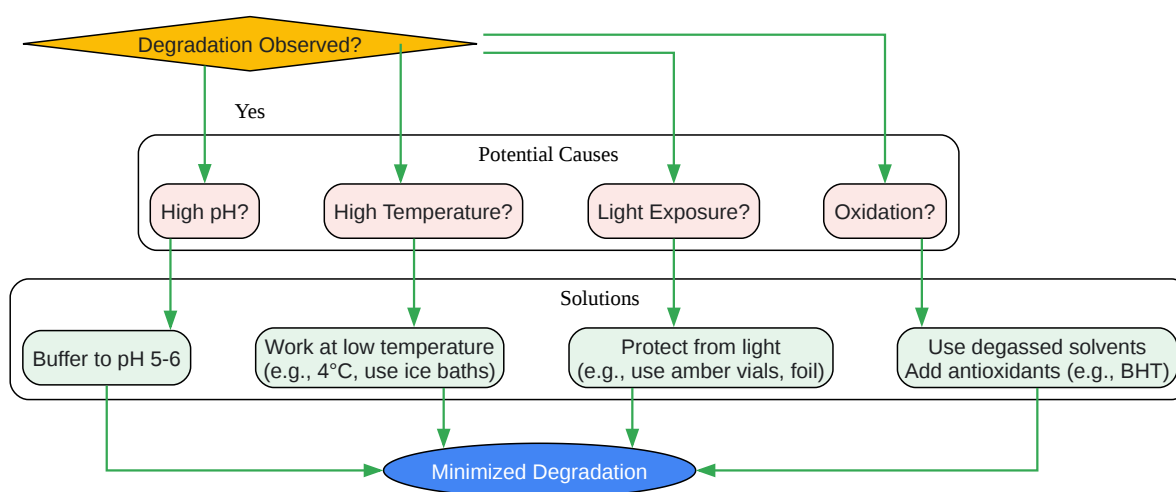 Degradation Observed?
Yes
Potential Causes
High pH?
High Temperature?
Light Exposure?
Oxidation?
Solutions
Buffer to pH 5-6
Work at low temperature
(e.g., 4°C, use ice baths)
Protect from light
(e.g., use amber vials, foil)
Use degassed solvents
Add antioxidants (e.g., BHT)
Minimized Degradation